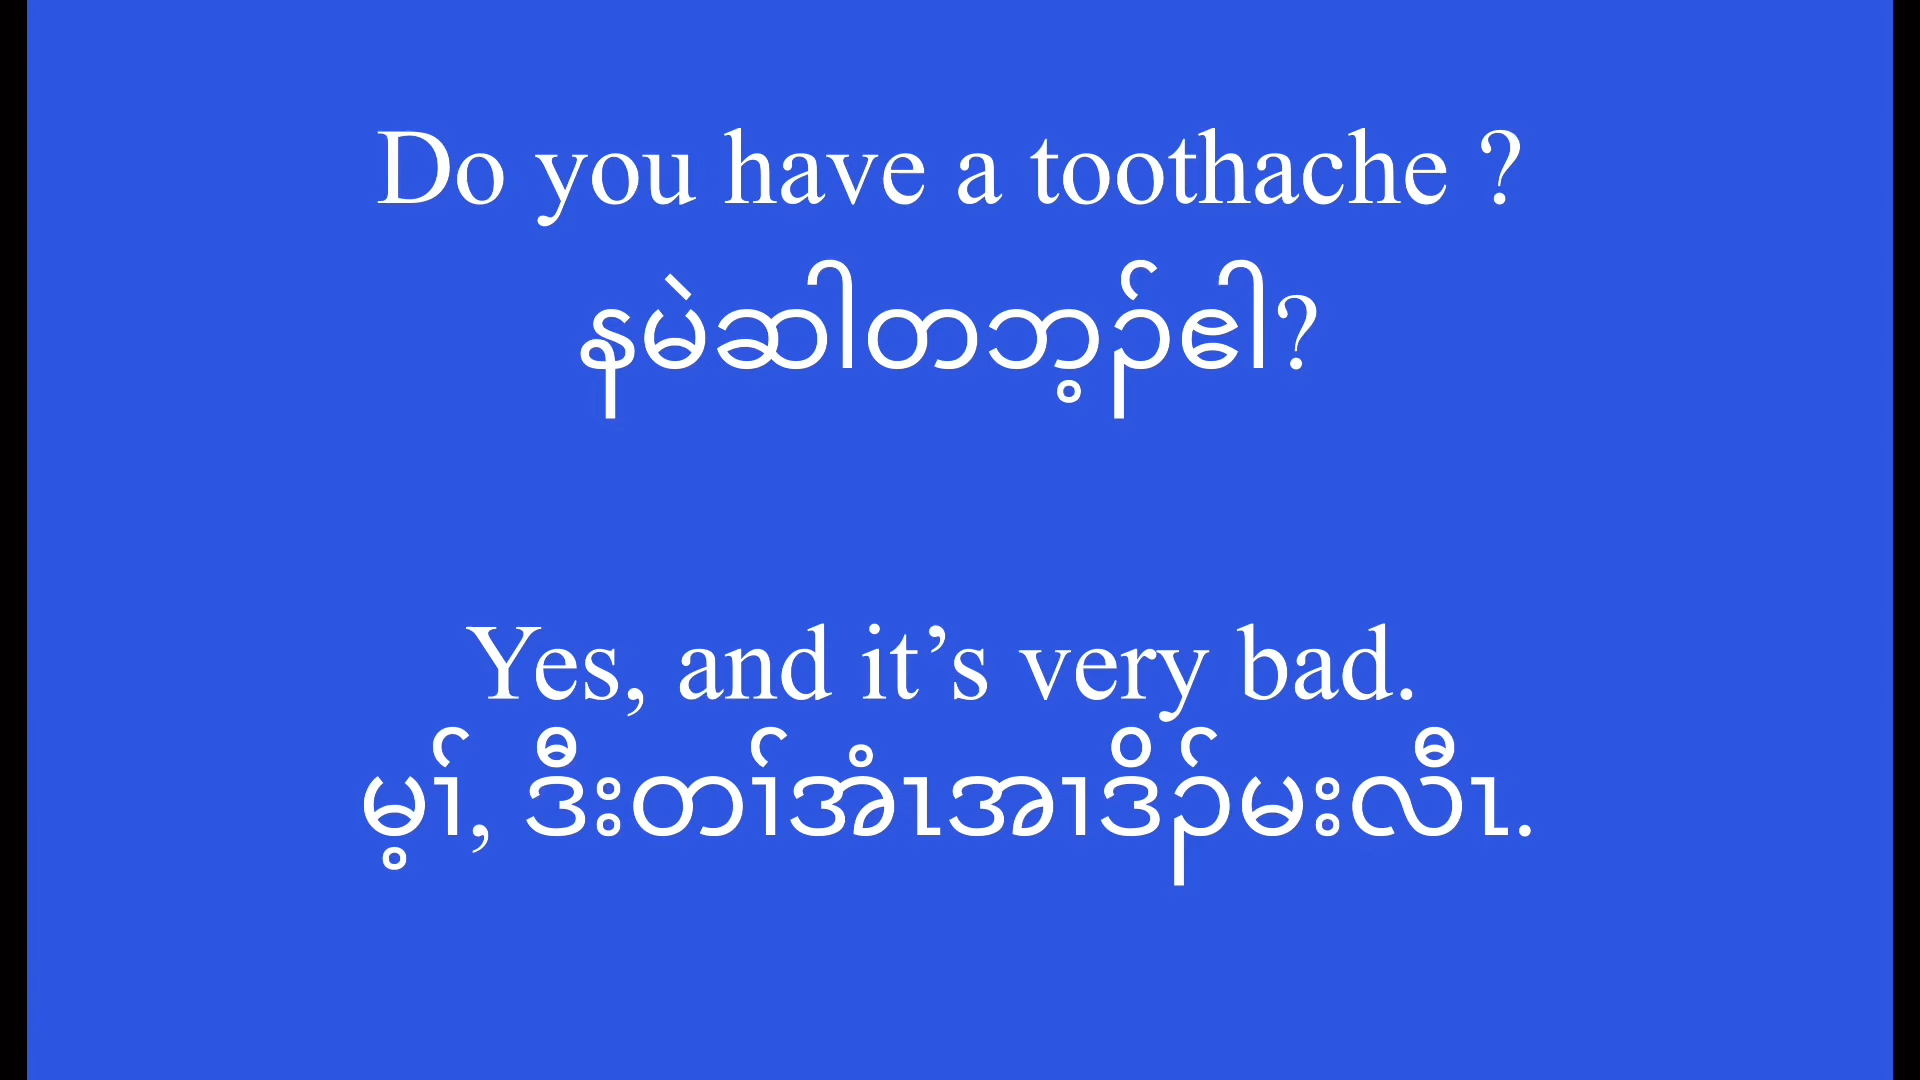 Do you have a toothache ?
နမဲဆါတဘ့ၣ်ဧါ?
Yes, and it’s very bad.
မ့ၢ်, ဒီးတၢ်အံၤအၢဒိၣ်မးလီၤ.